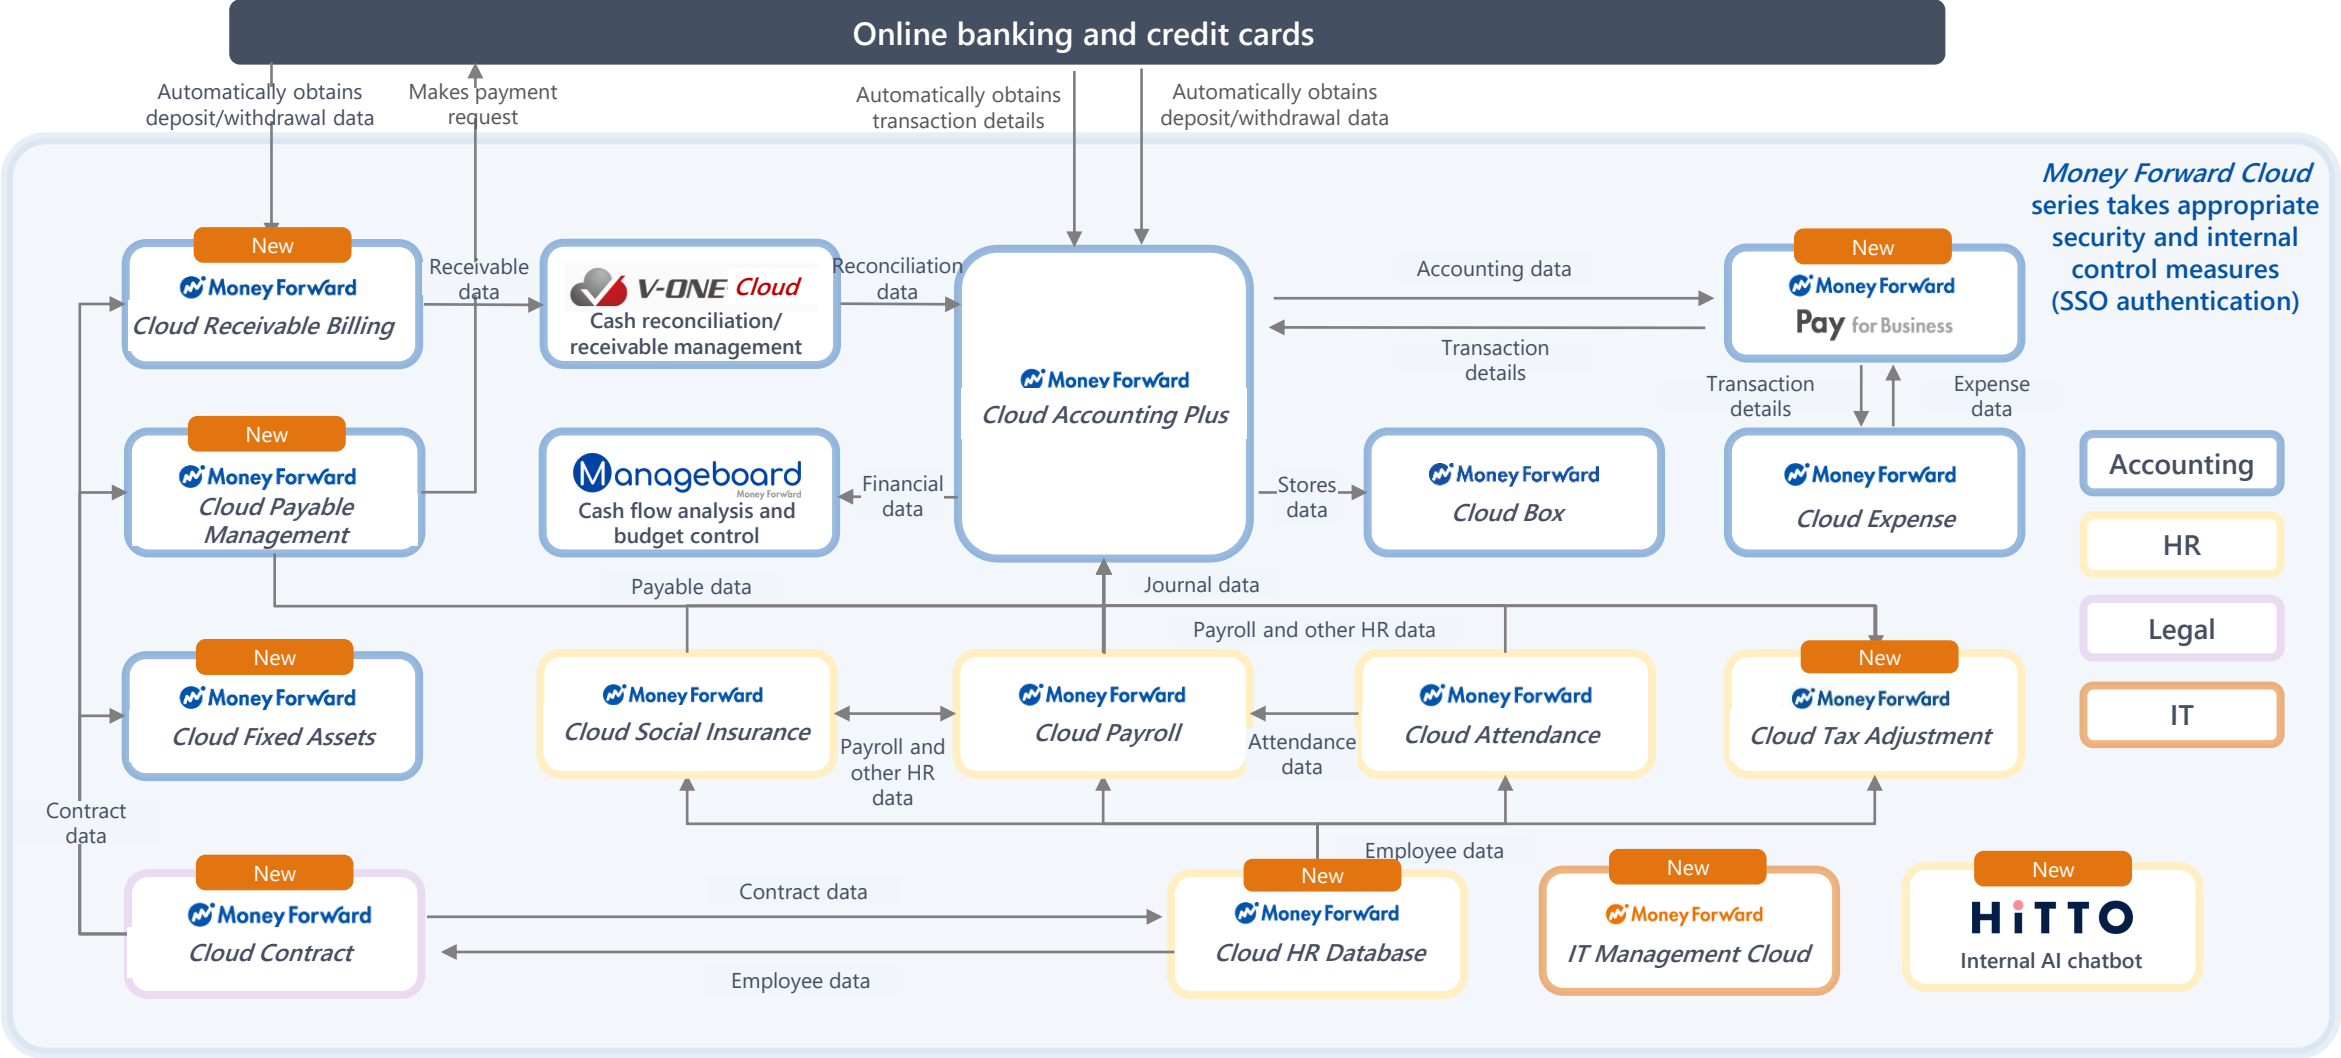 Online banking and credit cards
Automatically obtains
deposit/withdrawal data
Makes payment
request
Automatically obtains
transaction details
Automatically obtains
deposit/withdrawal data
Money Forward Cloud
series takes appropriate
security and internal
control measures
(SSO authentication)
New
Money Forward
Cloud Receivable Billing
Receivable
data
V-ONE Cloud
Cash reconciliation/
receivable management
Reconciliation
data
Money Forward
Cloud Accounting Plus
Accounting data
Transaction
details
New
Money Forward
Pay for Business
Transaction
details
Expense
data
New
Money Forward
Cloud Payable
Management
Manageboard
Money Forward
Cash flow analysis and
budget control
Financial
data
Stores
data
Money Forward
Cloud Box
Money Forward
Cloud Expense
Accounting
HR
Legal
IT
Payable data
Journal data
Payroll and other HR data
New
Money Forward
Cloud Fixed Assets
Money Forward
Cloud Social Insurance
Payroll and
other HR
data
Money Forward
Cloud Payroll
Attendance
data
Money Forward
Cloud Attendance
New
Money Forward
Cloud Tax Adjustment
Contract
data
Employee data
New
Money Forward
Cloud Contract
Contract data
Employee data
New
Money Forward
Cloud HR Database
New
Money Forward
IT Management Cloud
New
HiTTO
Internal AI chatbot